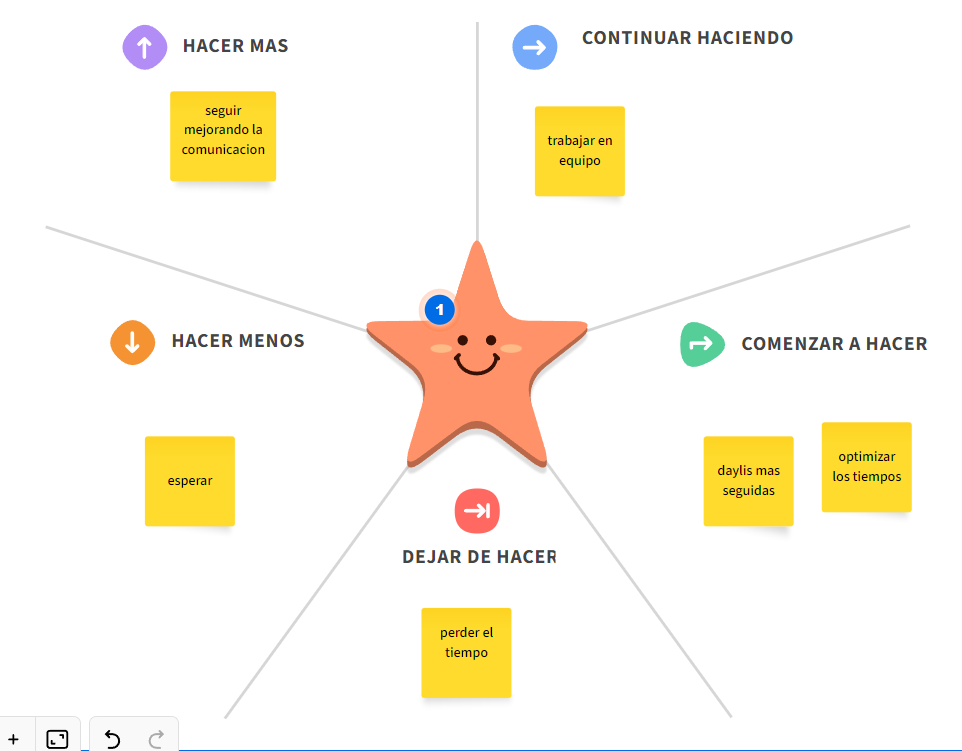 HACER MAS
CONTINUAR HACIENDO
seguir
mejorando la
comunicacion
trabajar en
equipo
1
HACER MENOS
COMENZAR A HACER
esperar
daylis mas
seguidas
optimizar
los tiempos
DEJAR DE HACER
perder el
tiempo